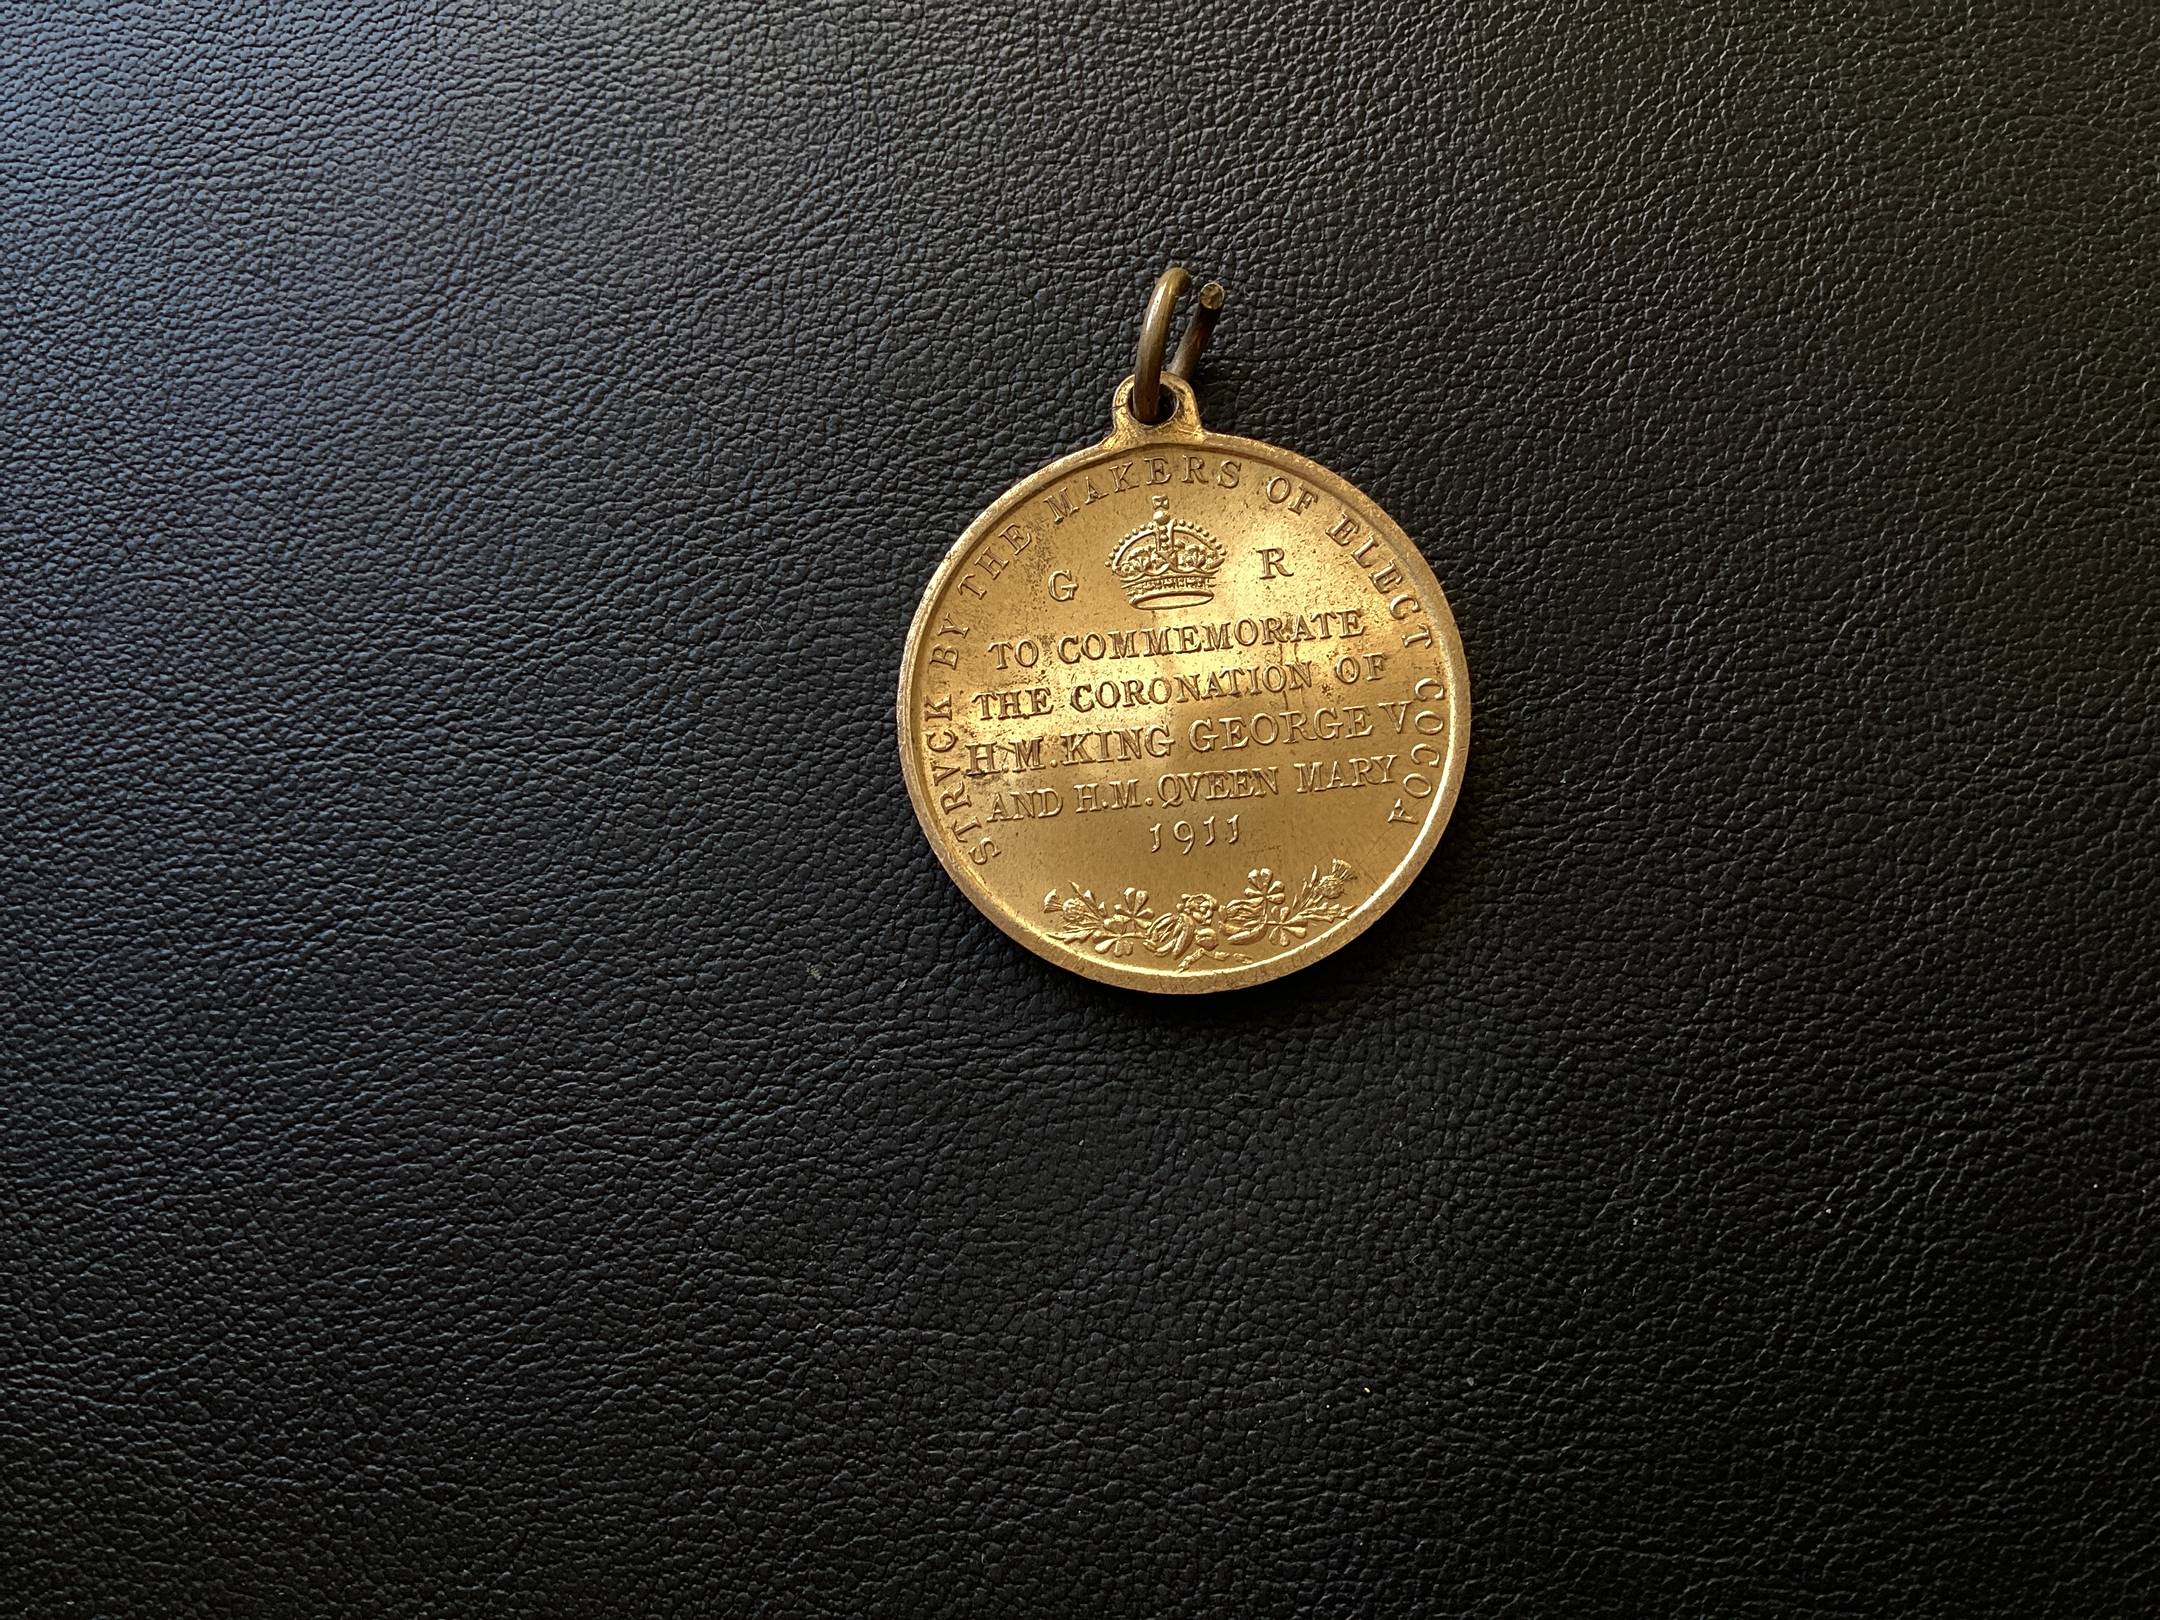 STRVCK BY THE MAKERS OF ELECT COCOA
G R
TO COMMEMORATE
THE CORONATION OF
H.M.KING GEORGE V
AND H.M.QVEEN MARY
1911